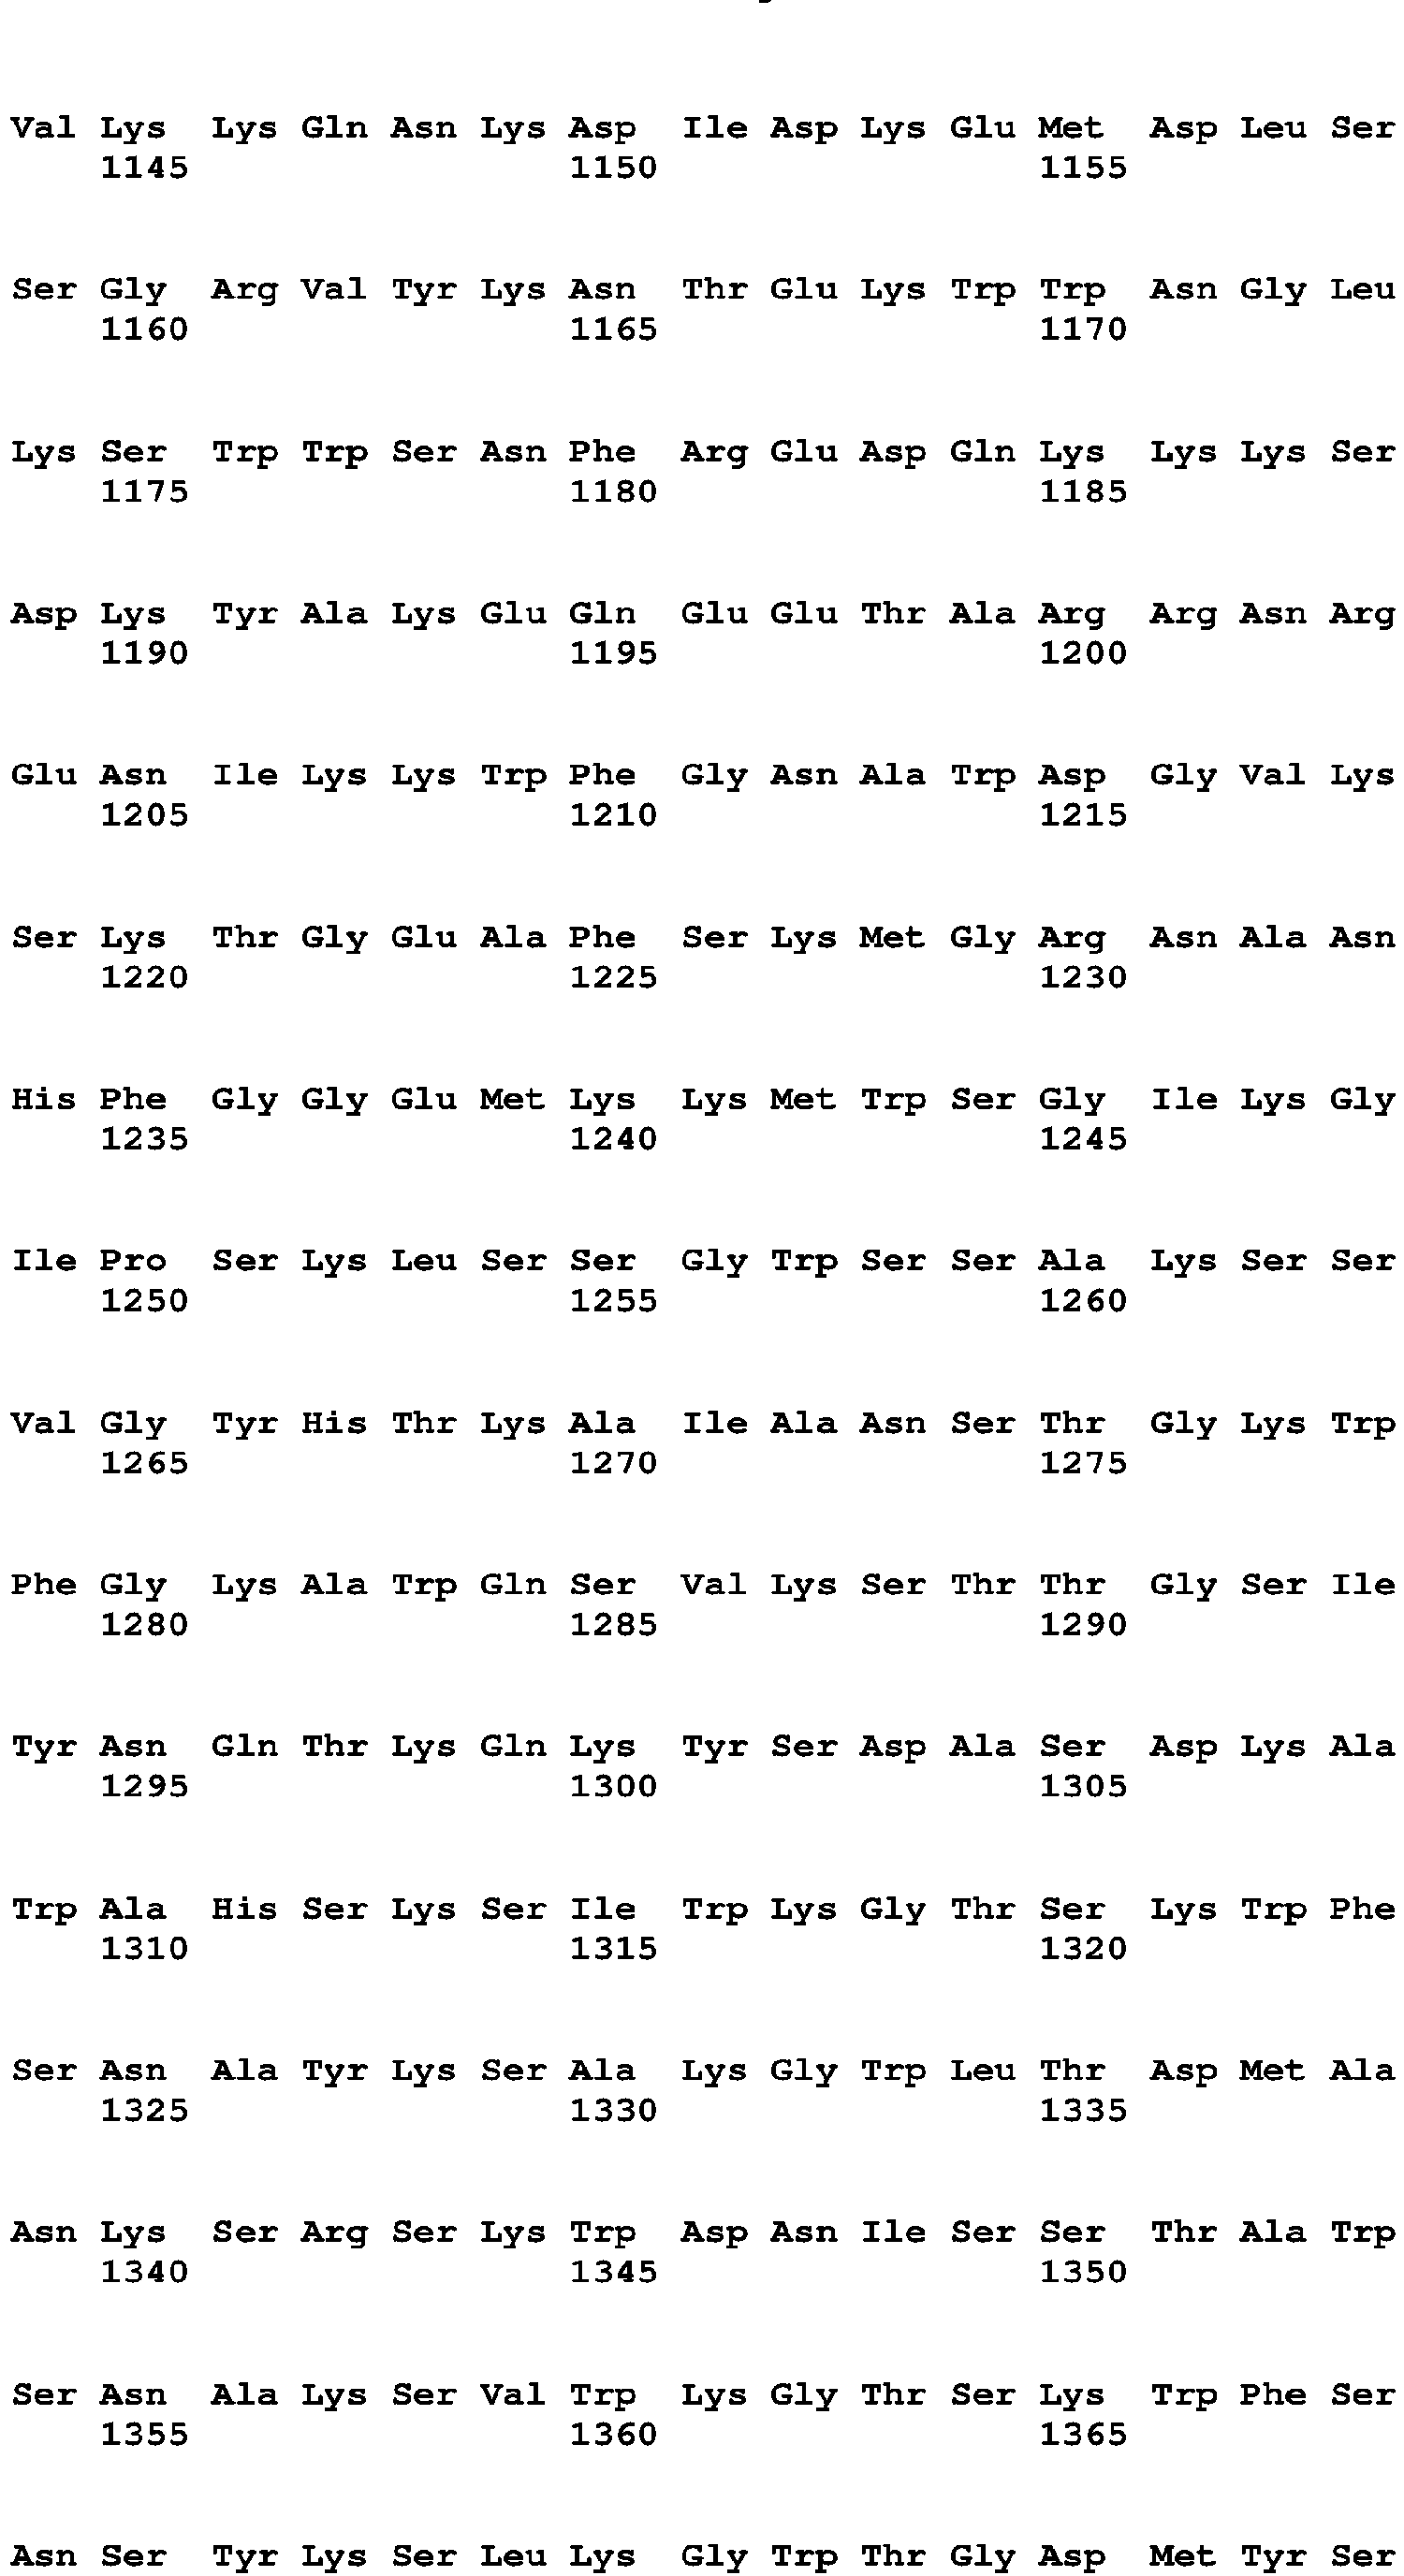 Val Lys Lys Gln Asn Lys Asp Ile Asp Lys Glu Met Asp Leu Ser
1145 1150 1155
Ser Gly Arg Val Tyr Lys Asn Thr Glu Lys Trp Trp Asn Gly Leu
1160 1165 1170
Lys Ser Trp Trp Ser Asn Phe Arg Glu Asp Gln Lys Lys Lys Ser
1175 1180 1185
Asp Lys Tyr Ala Lys Glu Gln Glu Glu Thr Ala Arg Arg Asn Arg
1190 1195 1200
Glu Asn Ile Lys Lys Trp Phe Gly Asn Ala Trp Asp Gly Val Lys
1205 1210 1215
Ser Lys Thr Gly Glu Ala Phe Ser Lys Met Gly Arg Asn Ala Asn
1220 1225 1230
His Phe Gly Gly Glu Met Lys Lys Met Trp Ser Gly Ile Lys Gly
1235 1240 1245
Ile Pro Ser Lys Leu Ser Ser Gly Trp Ser Ser Ala Lys Ser Ser
1250 1255 1260
Val Gly Tyr His Thr Lys Ala Ile Ala Asn Ser Thr Gly Lys Trp
1265 1270 1275
Phe Gly Lys Ala Trp Gln Ser Val Lys Ser Thr Thr Gly Ser Ile
1280 1285 1290
Tyr Asn Gln Thr Lys Gln Lys Tyr Ser Asp Ala Ser Asp Lys Ala
1295 1300 1305
Trp Ala His Ser Lys Ser Ile Trp Lys Gly Thr Ser Lys Trp Phe
1310 1315 1320
Ser Asn Ala Tyr Lys Ser Ala Lys Gly Trp Leu Thr Asp Met Ala
1325 1330 1335
Asn Lys Ser Arg Ser Lys Trp Asp Asn Ile Ser Ser Thr Ala Trp
1340 1345 1350
Ser Asn Ala Lys Ser Val Trp Lys Gly Thr Ser Lys Trp Phe Ser
1355 1360 1365
Asn Ser Tyr Lys Ser Leu Lys Gly Trp Thr Gly Asp Met Tyr Ser